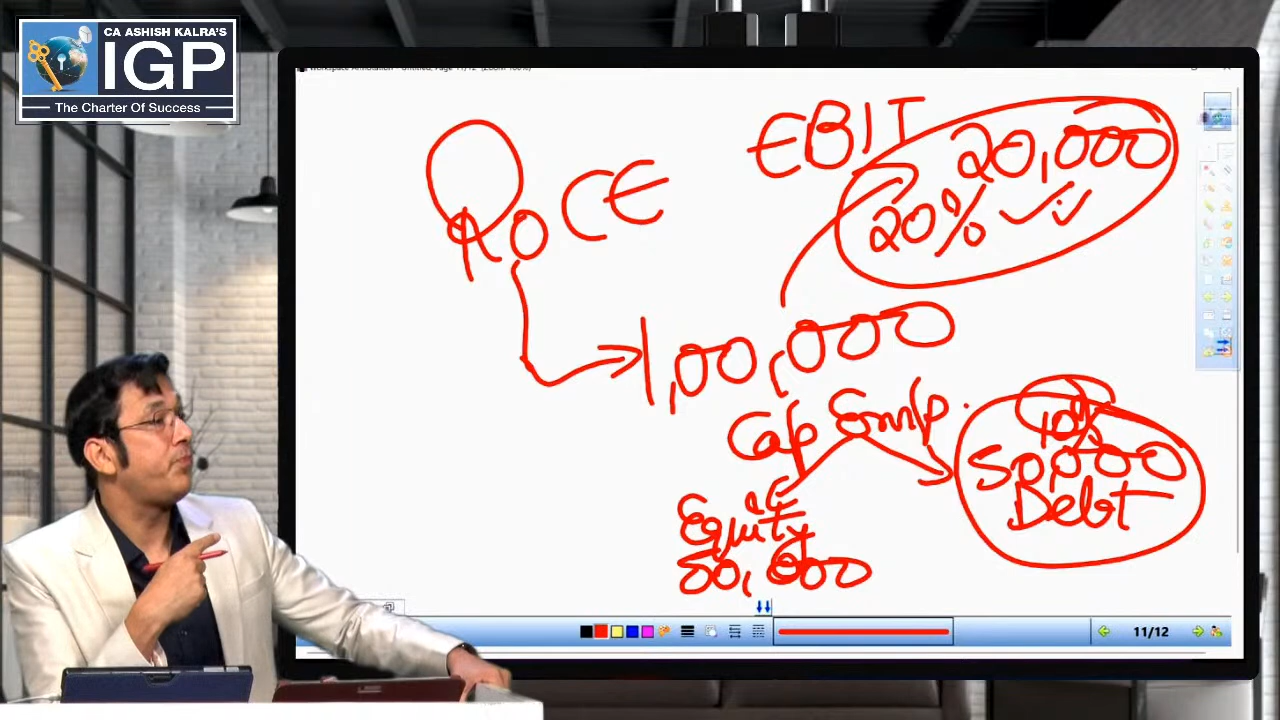 CA ASHISH KALRA'S
IGP
The Charter Of Success
EBIT
20,000
20%
ROCE
1,00,000
Cap Emp.
10%
50,000
Debt
Equity
50,000
11/12